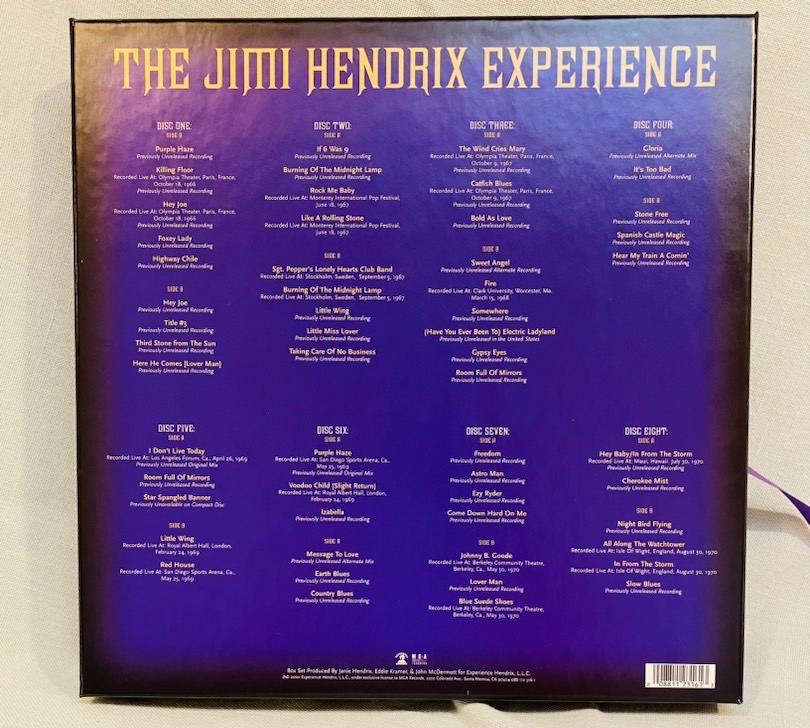 THE JIMI HENDRIX EXPERIENCE
DISC ONE:
SIDE A
Purple Haze
Previously Unreleased Recording
Killing Floor
Recorded Live At: Olympia Theater, Paris, France,
October 18, 1966
Previously Unreleased Recording
Hey Joe
Recorded Live At: Olympia Theater, Paris, France,
October 18, 1966
Previously Unreleased Recording
Foxey Lady
Previously Unreleased Recording
Highway Chile
Previously Unreleased Recording
SIDE B
Hey Joe
Previously Unreleased Recording
Title #3
Previously Unreleased Recording
Third Stone from The Sun
Previously Unreleased Recording
Here He Comes [Lover Man]
Previously Unreleased Recording
DISC TWO:
SIDE A
If 6 Was 9
Previously Unreleased Recording
Burning Of The Midnight Lamp
Previously Unreleased Recording
Rock Me Baby
Recorded Live At: Monterey International Pop Festival,
June 18, 1967
Like A Rolling Stone
Recorded Live At: Monterey International Pop Festival,
June 18, 1967
SIDE B
Sgt. Pepper's Lonely Hearts Club Band
Recorded Live At: Stockholm, Sweden, September 5, 1967
Burning Of The Midnight Lamp
Recorded Live At: Stockholm, Sweden, September 5, 1967
Little Wing
Previously Unreleased Recording
Little Miss Lover
Previously Unreleased Recording
Taking Care Of No Business
Previously Unreleased Recording
DISC THREE:
SIDE A
The Wind Cries Mary
Recorded Live At: Olympia Theater, Paris, France,
October 9, 1967
Previously Unreleased Recording
Catfish Blues
Recorded Live At: Olympia Theater, Paris, France,
October 9, 1967
Previously Unreleased Recording
Bold As Love
Previously Unreleased Recording
SIDE B
Sweet Angel
Previously Unreleased Alternate Recording
Fire
Recorded Live At: Clark University, Worcester, Ma.
March 15, 1968
Somewhere
Previously Unreleased Recording
(Have You Ever Been To) Electric Ladyland
Previously Unreleased in the United States
Gypsy Eyes
Previously Unreleased Recording
Room Full Of Mirrors
Previously Unreleased Recording
DISC FOUR:
SIDE A
Gloria
Previously Unreleased Alternate Mix
It's Too Bad
Previously Unreleased Recording
SIDE B
Stone Free
Previously Unreleased Recording
Spanish Castle Magic
Previously Unreleased Recording
Hear My Train A Comin'
Previously Unreleased Recording
DISC FIVE:
SIDE A
I Don't Live Today
Recorded Live At: Los Angeles Forum, Ca., April 26, 1969
Previously Unreleased Original Mix
Room Full Of Mirrors
Previously Unreleased Recording
Star Spangled Banner
Previously Unavailable on Compact Disc
SIDE B
Little Wing
Recorded Live At: Royal Albert Hall, London,
February 24, 1969
Red House
Recorded Live At: San Diego Sports Arena, Ca.,
May 25, 1969
DISC SIX:
SIDE A
Purple Haze
Recorded Live At: San Diego Sports Arena, Ca.,
May 25, 1969
Previously Unreleased Original Mix
Voodoo Child [Slight Return]
Recorded Live At: Royal Albert Hall, London,
February 24, 1969
Izabella
Previously Unreleased Recording
SIDE B
Message To Love
Previously Unreleased Alternate Mix
Earth Blues
Previously Unreleased Recording
Country Blues
Previously Unreleased Recording
DISC SEVEN:
SIDE A
Freedom
Previously Unreleased Recording
Astro Man
Previously Unreleased Recording
Ezy Ryder
Previously Unreleased Recording
Come Down Hard On Me
Previously Unreleased Recording
SIDE B
Johnny B. Goode
Recorded Live At: Berkeley Community Theatre,
Berkeley, Ca., May 30, 1970
Lover Man
Previously Unreleased Recording
Blue Suede Shoes
Recorded Live At: Berkeley Community Theatre,
Berkeley, Ca., May 30, 1970
DISC EIGHT:
SIDE A
Hey Baby/In From The Storm
Recorded Live At: Maui, Hawaii July 30, 1970
Cherokee Mist
Previously Unreleased Recording
SIDE B
Night Bird Flying
Previously Unreleased Recording
All Along The Watchtower
Recorded Live At: Isle Of Wight, England, August 30, 1970
In From The Storm
Recorded Live At: Isle Of Wight, England, August 30, 1970
Slow Blues
Previously Unreleased Recording
MCA
Box Set Produced By Janie Hendrix, Eddie Kramer, & John McDermott for Experience Hendrix, L.L.C.
2000 Experience Hendrix, L.L.C., under exclusive license to MCA Records, 2220 Colorado Ave., Santa Monica, CA 90404
08811 23161